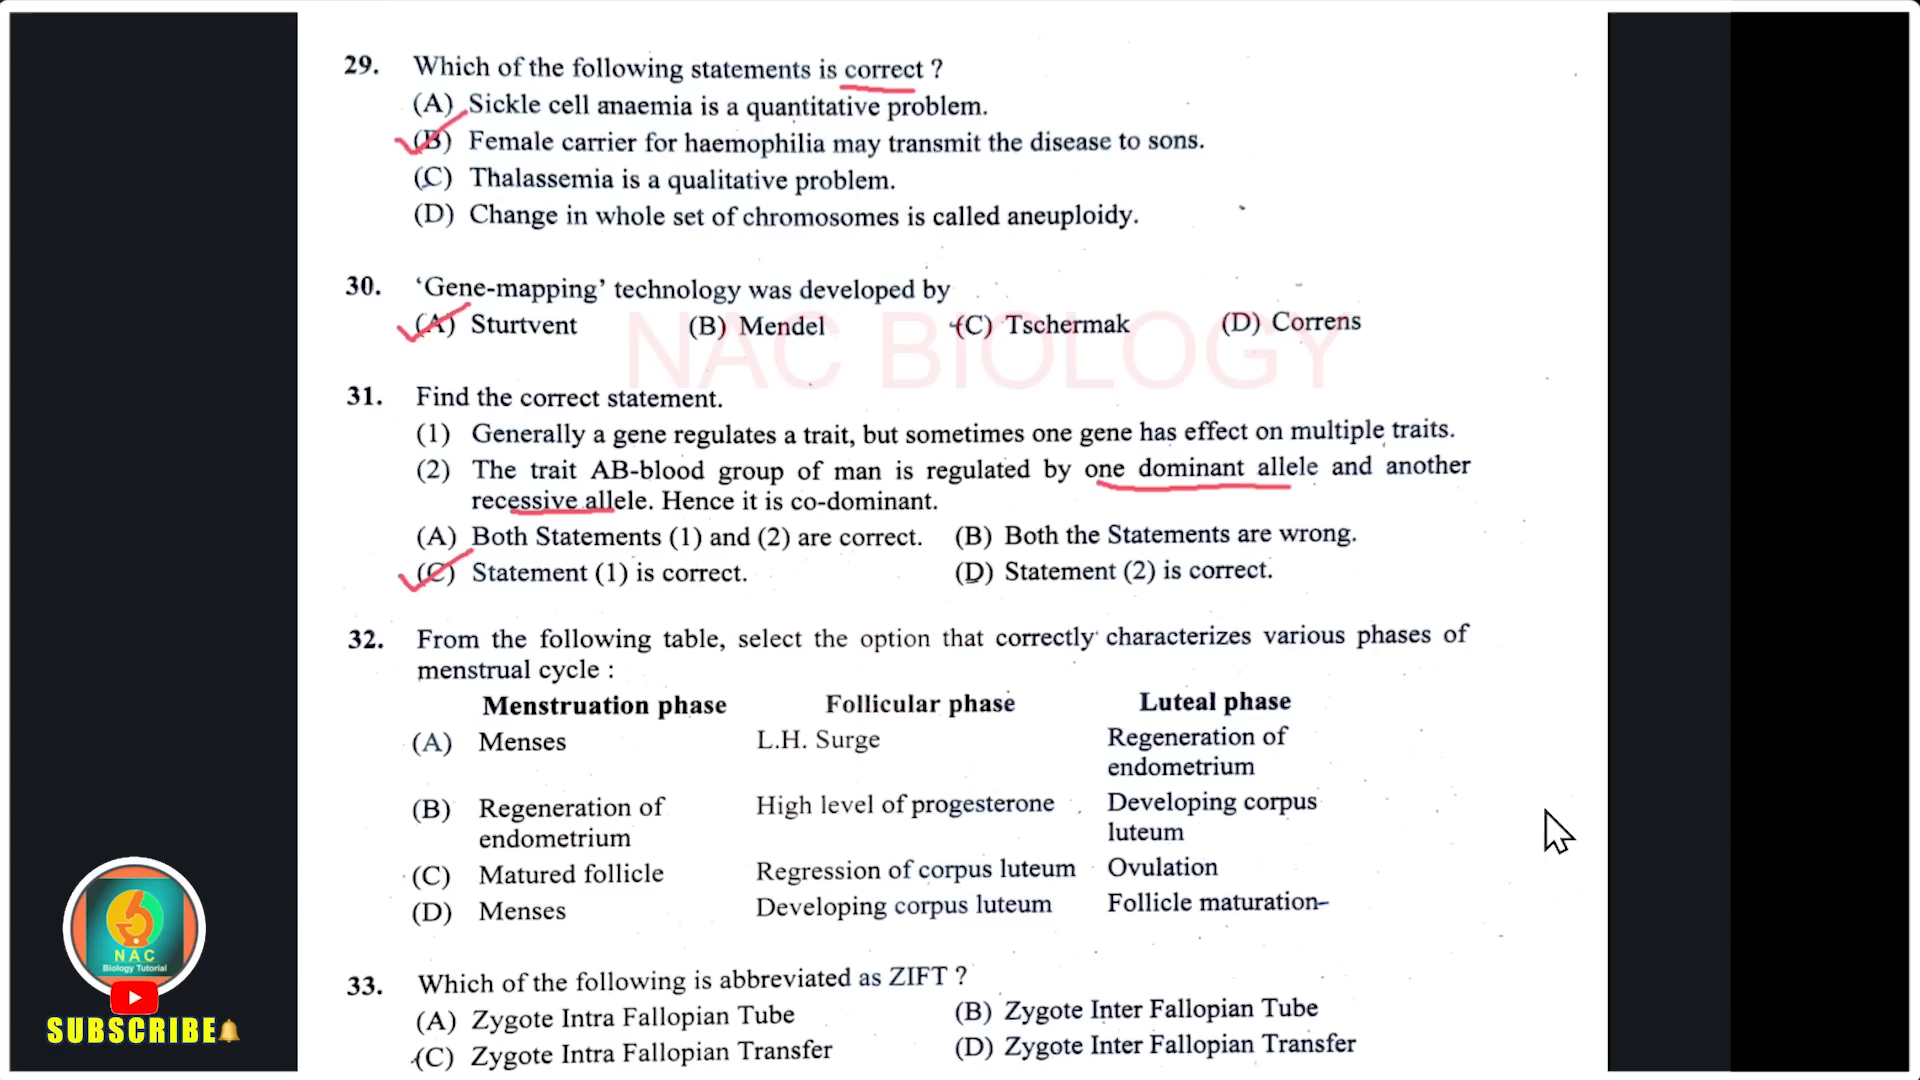 29. Which of the following statements is correct ?
(A) Sickle cell anaemia is a quantitative problem.
(B) Female carrier for haemophilia may transmit the disease to sons.
(C) Thalassemia is a qualitative problem.
(D) Change in whole set of chromosomes is called aneuploidy.
30. ‘Gene-mapping’ technology was developed by
(A) Sturtvent (B) Mendel (C) Tschermak (D) Correns
NAC BIOLOGY
31. Find the correct statement.
(1) Generally a gene regulates a trait, but sometimes one gene has effect on multiple traits.
(2) The trait AB-blood group of man is regulated by one dominant allele and another
recessive allele. Hence it is co-dominant.
(A) Both Statements (1) and (2) are correct. (B) Both the Statements are wrong.
(C) Statement (1) is correct. (D) Statement (2) is correct.
32. From the following table, select the option that correctly characterizes various phases of
menstrual cycle :
Menstruation phase Follicular phase Luteal phase
(A) Menses L.H. Surge Regeneration of
endometrium
(B) Regeneration of High level of progesterone Developing corpus
endometrium luteum
(C) Matured follicle Regression of corpus luteum Ovulation
(D) Menses Developing corpus luteum Follicle maturation
33. Which of the following is abbreviated as ZIFT ?
(A) Zygote Intra Fallopian Tube (B) Zygote Inter Fallopian Tube
(C) Zygote Intra Fallopian Transfer (D) Zygote Inter Fallopian Transfer
NAC
Biology Tutorial
SUBSCRIBE